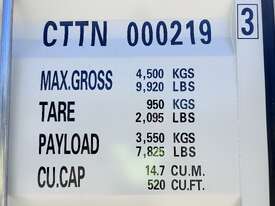 CTTN 000219 3
MAX.GROSS 4,500 KGS
9,920 LBS
TARE 950 KGS
2,095 LBS
PAYLOAD 3,550 KGS
7,825 LBS
CU.CAP 14.7 CU.M.
520 CU.FT.